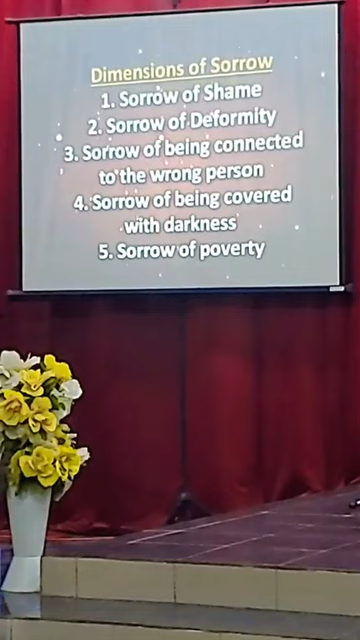 Dimensions of Sorrow
1. Sorrow of Shame
2. Sorrow of Deformity
3. Sorrow of being connected
to the wrong person
4. Sorrow of being covered
with darkness
5. Sorrow of poverty